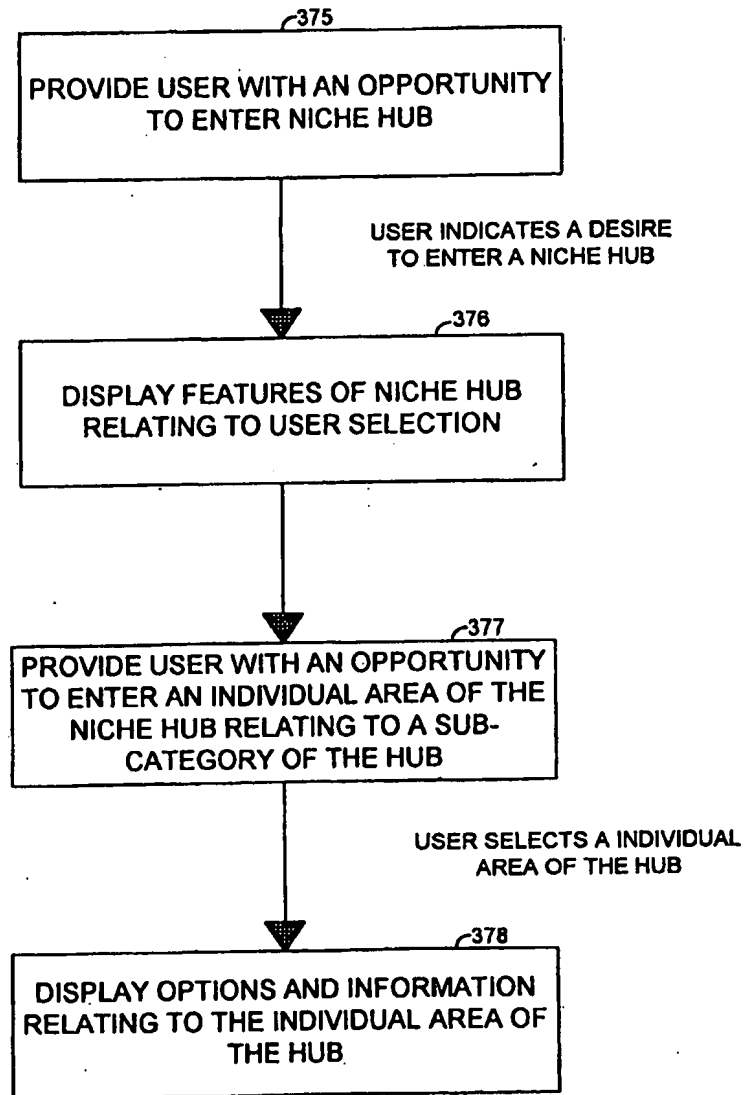 375
PROVIDE USER WITH AN OPPORTUNITY
TO ENTER NICHE HUB
USER INDICATES A DESIRE
TO ENTER A NICHE HUB
376
DISPLAY FEATURES OF NICHE HUB
RELATING TO USER SELECTION
377
PROVIDE USER WITH AN OPPORTUNITY
TO ENTER AN INDIVIDUAL AREA OF THE
NICHE HUB RELATING TO A SUB-
CATEGORY OF THE HUB
USER SELECTS A INDIVIDUAL
AREA OF THE HUB
378
DISPLAY OPTIONS AND INFORMATION
RELATING TO THE INDIVIDUAL AREA OF
THE HUB